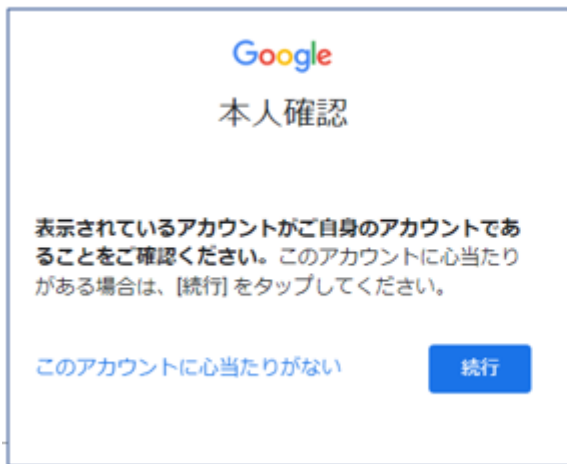 Google
本人確認
表示されているアカウントがご自身のアカウントであ
ることをご確認ください。このアカウントに心当たり
がある場合は、[続行] をタップしてください。
このアカウントに心当たりがない
続行